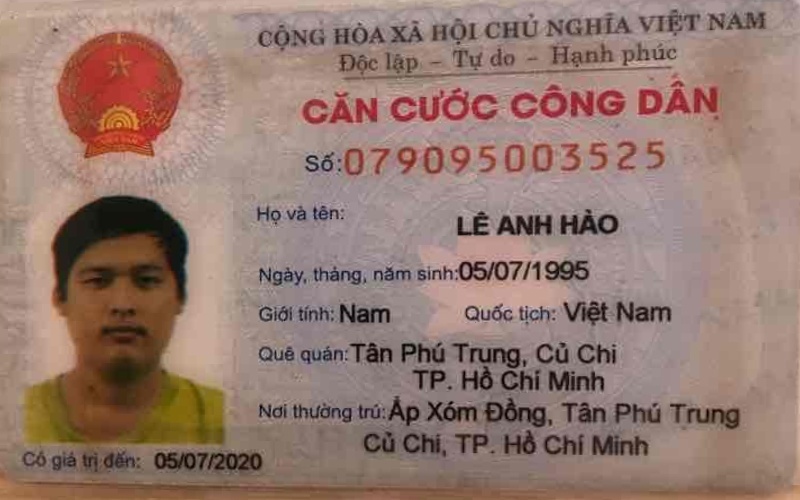 CỘNG HÒA XÃ HỘI CHỦ NGHĨA VIỆT NAM
Độc lập – Tự do – Hạnh phúc
CĂN CƯỚC CÔNG DÂN
Số: 079095003525
Họ và tên: LÊ ANH HÀO
Ngày, tháng, năm sinh: 05/07/1995
Giới tính: Nam Quốc tịch: Việt Nam
Quê quán: Tân Phú Trung, Củ Chi
TP. Hồ Chí Minh
Nơi thường trú: Ấp Xóm Đồng, Tân Phú Trung
Củ Chi, TP. Hồ Chí Minh
Có giá trị đến: 05/07/2020